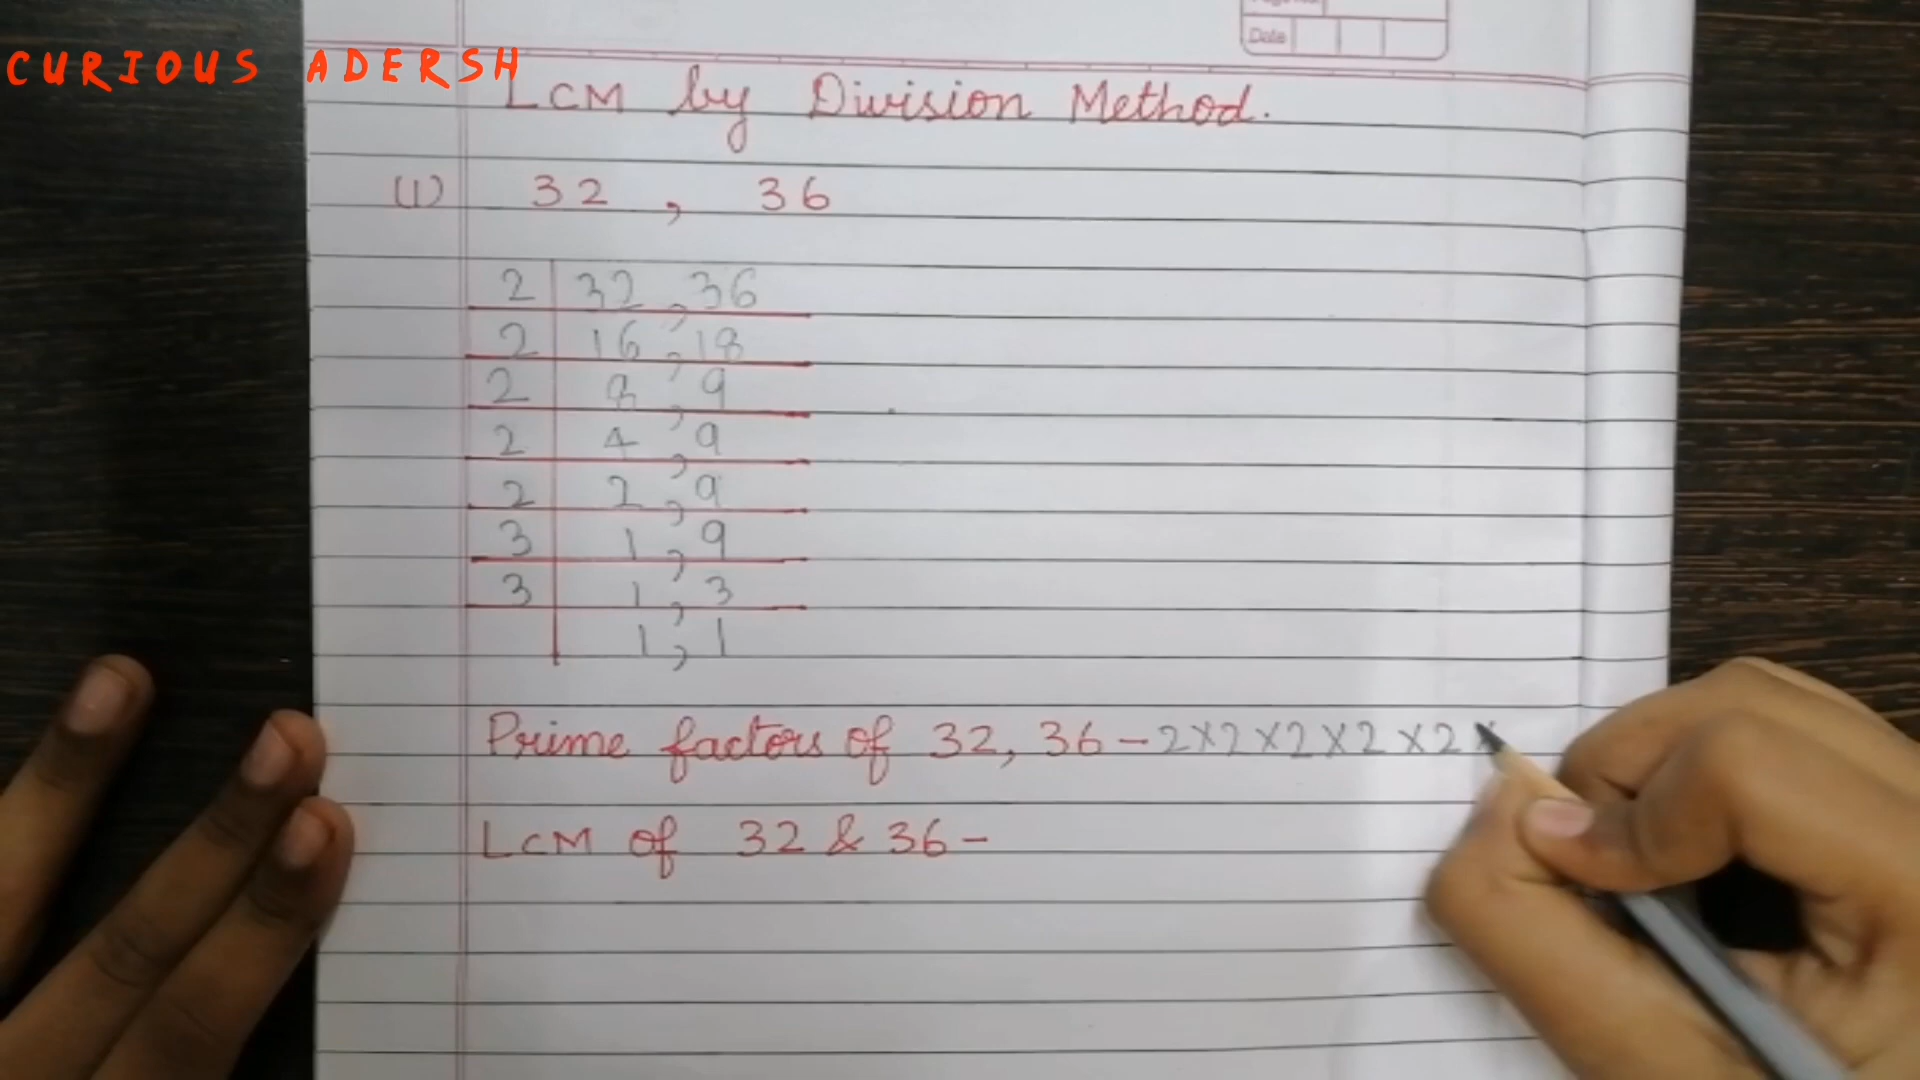 Date
CURIOUS ADERSH
LCM by Division Method.
(1) 32 , 36
2 32 , 36
2 16 , 18
2 8 , 9
2 4 , 9
2 2 , 9
3 1 , 9
3 1 , 3
1 , 1
Prime factors of 32, 36 - 2×2×2×2×2×
LCM of 32 & 36 -